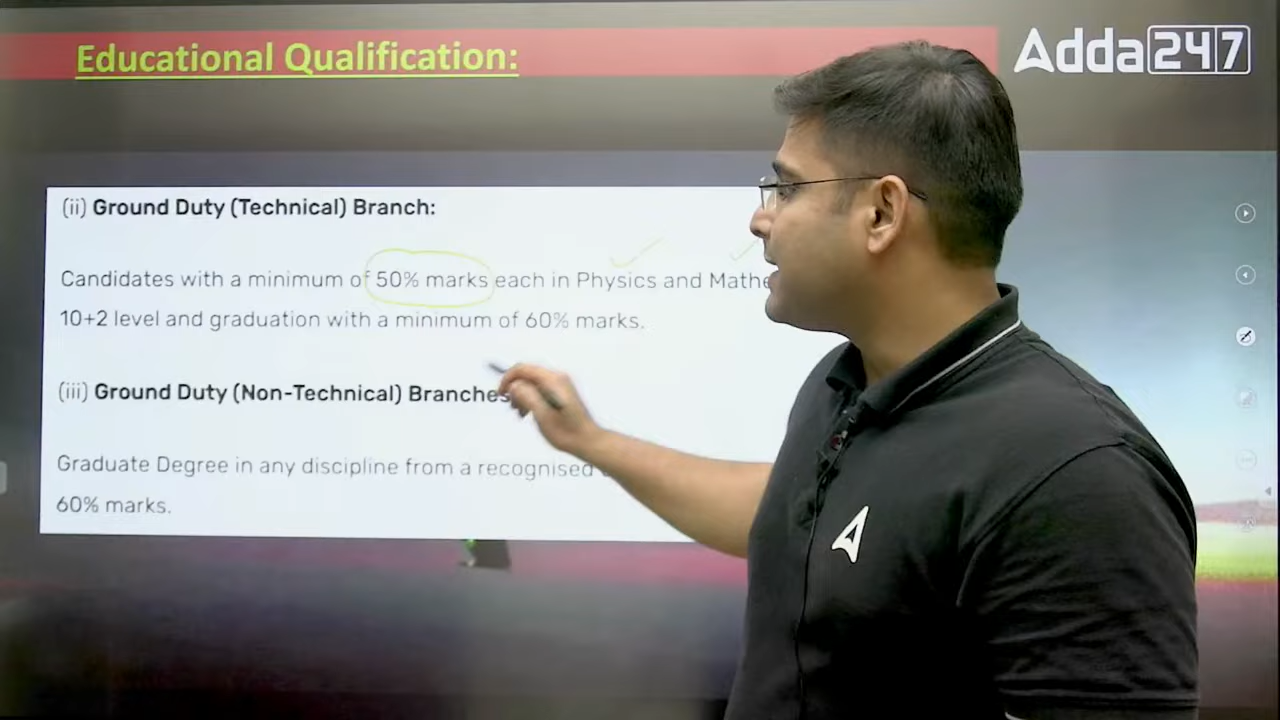 Educational Qualification:
Adda247
(ii) Ground Duty (Technical) Branch:
Candidates with a minimum of 50% marks each in Physics and Mathe
10+2 level and graduation with a minimum of 60% marks.
(iii) Ground Duty (Non-Technical) Branches
Graduate Degree in any discipline from a recognised
60% marks.